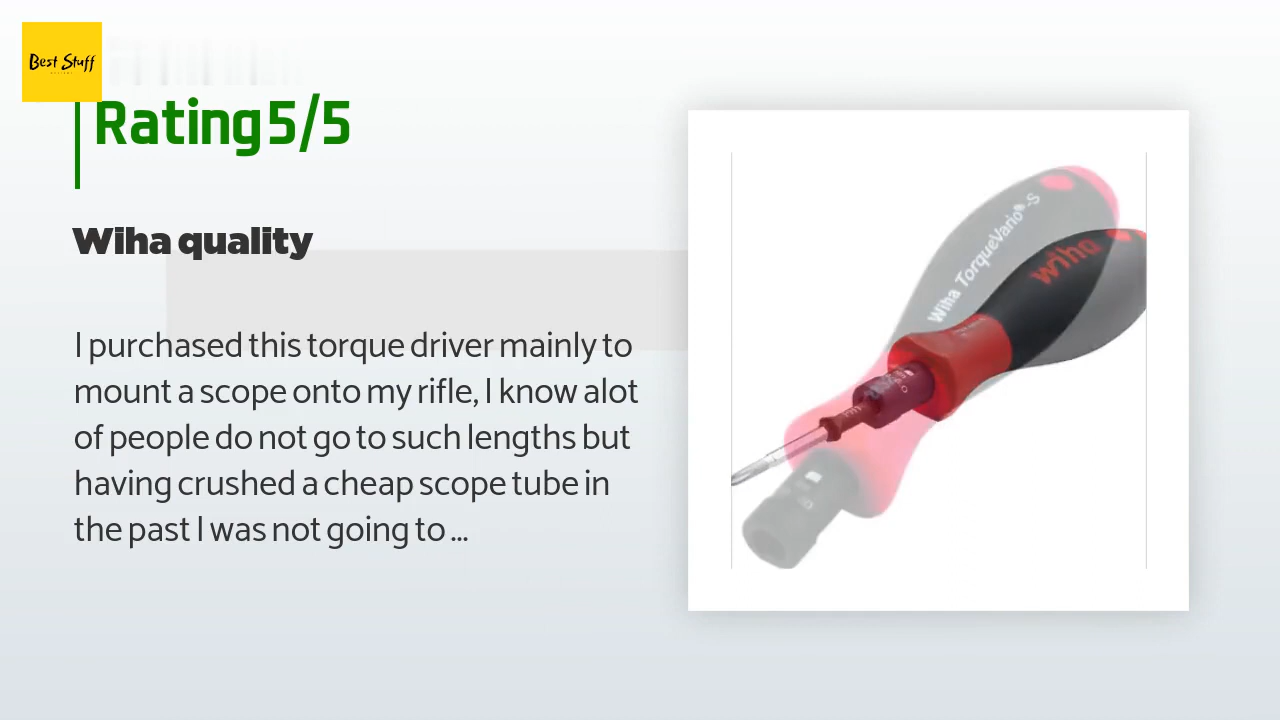 Best Stuff
Rating 5/5
Wiha quality
I purchased this torque driver mainly to
mount a scope onto my rifle, I know alot
of people do not go to such lengths but
having crushed a cheap scope tube in
the past I was not going to ...
Wiha TorqueVario®-S
wiha